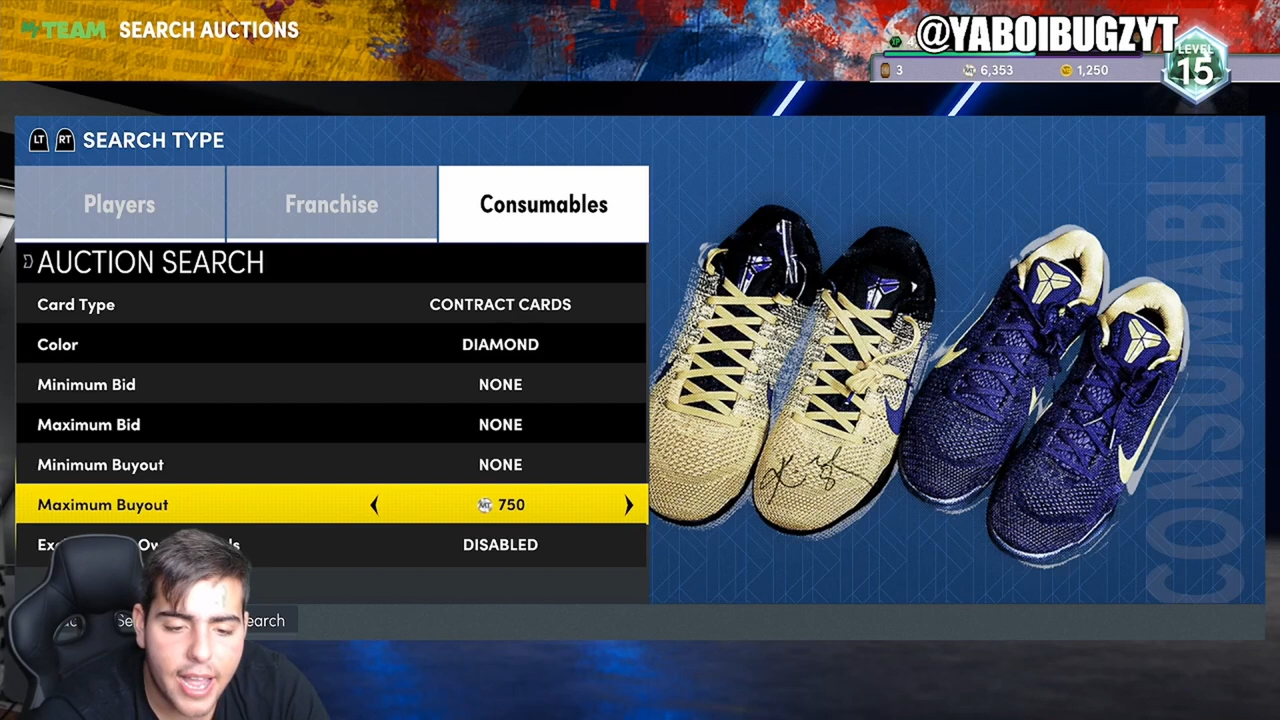 TEAM SEARCH AUCTIONS
@YABOIBUGZYT
3 6,353 1,250
LEVEL
15
LT RT SEARCH TYPE
Players Franchise Consumables
AUCTION SEARCH
Card Type CONTRACT CARDS
Color DIAMOND
Minimum Bid NONE
Maximum Bid NONE
Minimum Buyout NONE
Maximum Buyout MT 750
DISABLED
earch
CONSUMABLE